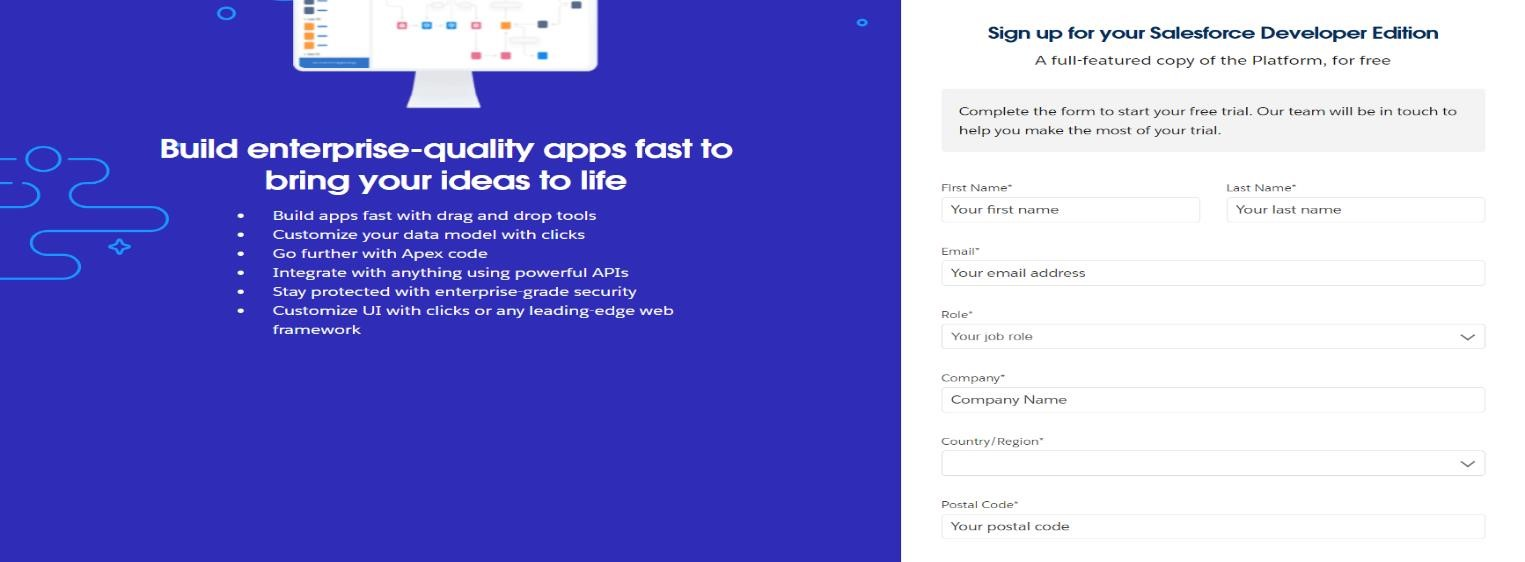 Build enterprise-quality apps fast to
bring your ideas to life
• Build apps fast with drag and drop tools
• Customize your data model with clicks
• Go further with Apex code
• Integrate with anything using powerful APIs
• Stay protected with enterprise-grade security
• Customize UI with clicks or any leading-edge web
framework
Sign up for your Salesforce Developer Edition
A full-featured copy of the Platform, for free
Complete the form to start your free trial. Our team will be in touch to
help you make the most of your trial.
First Name* Last Name*
Your first name Your last name
Email*
Your email address
Role*
Your job role
Company*
Company Name
Country/Region*
Postal Code*
Your postal code